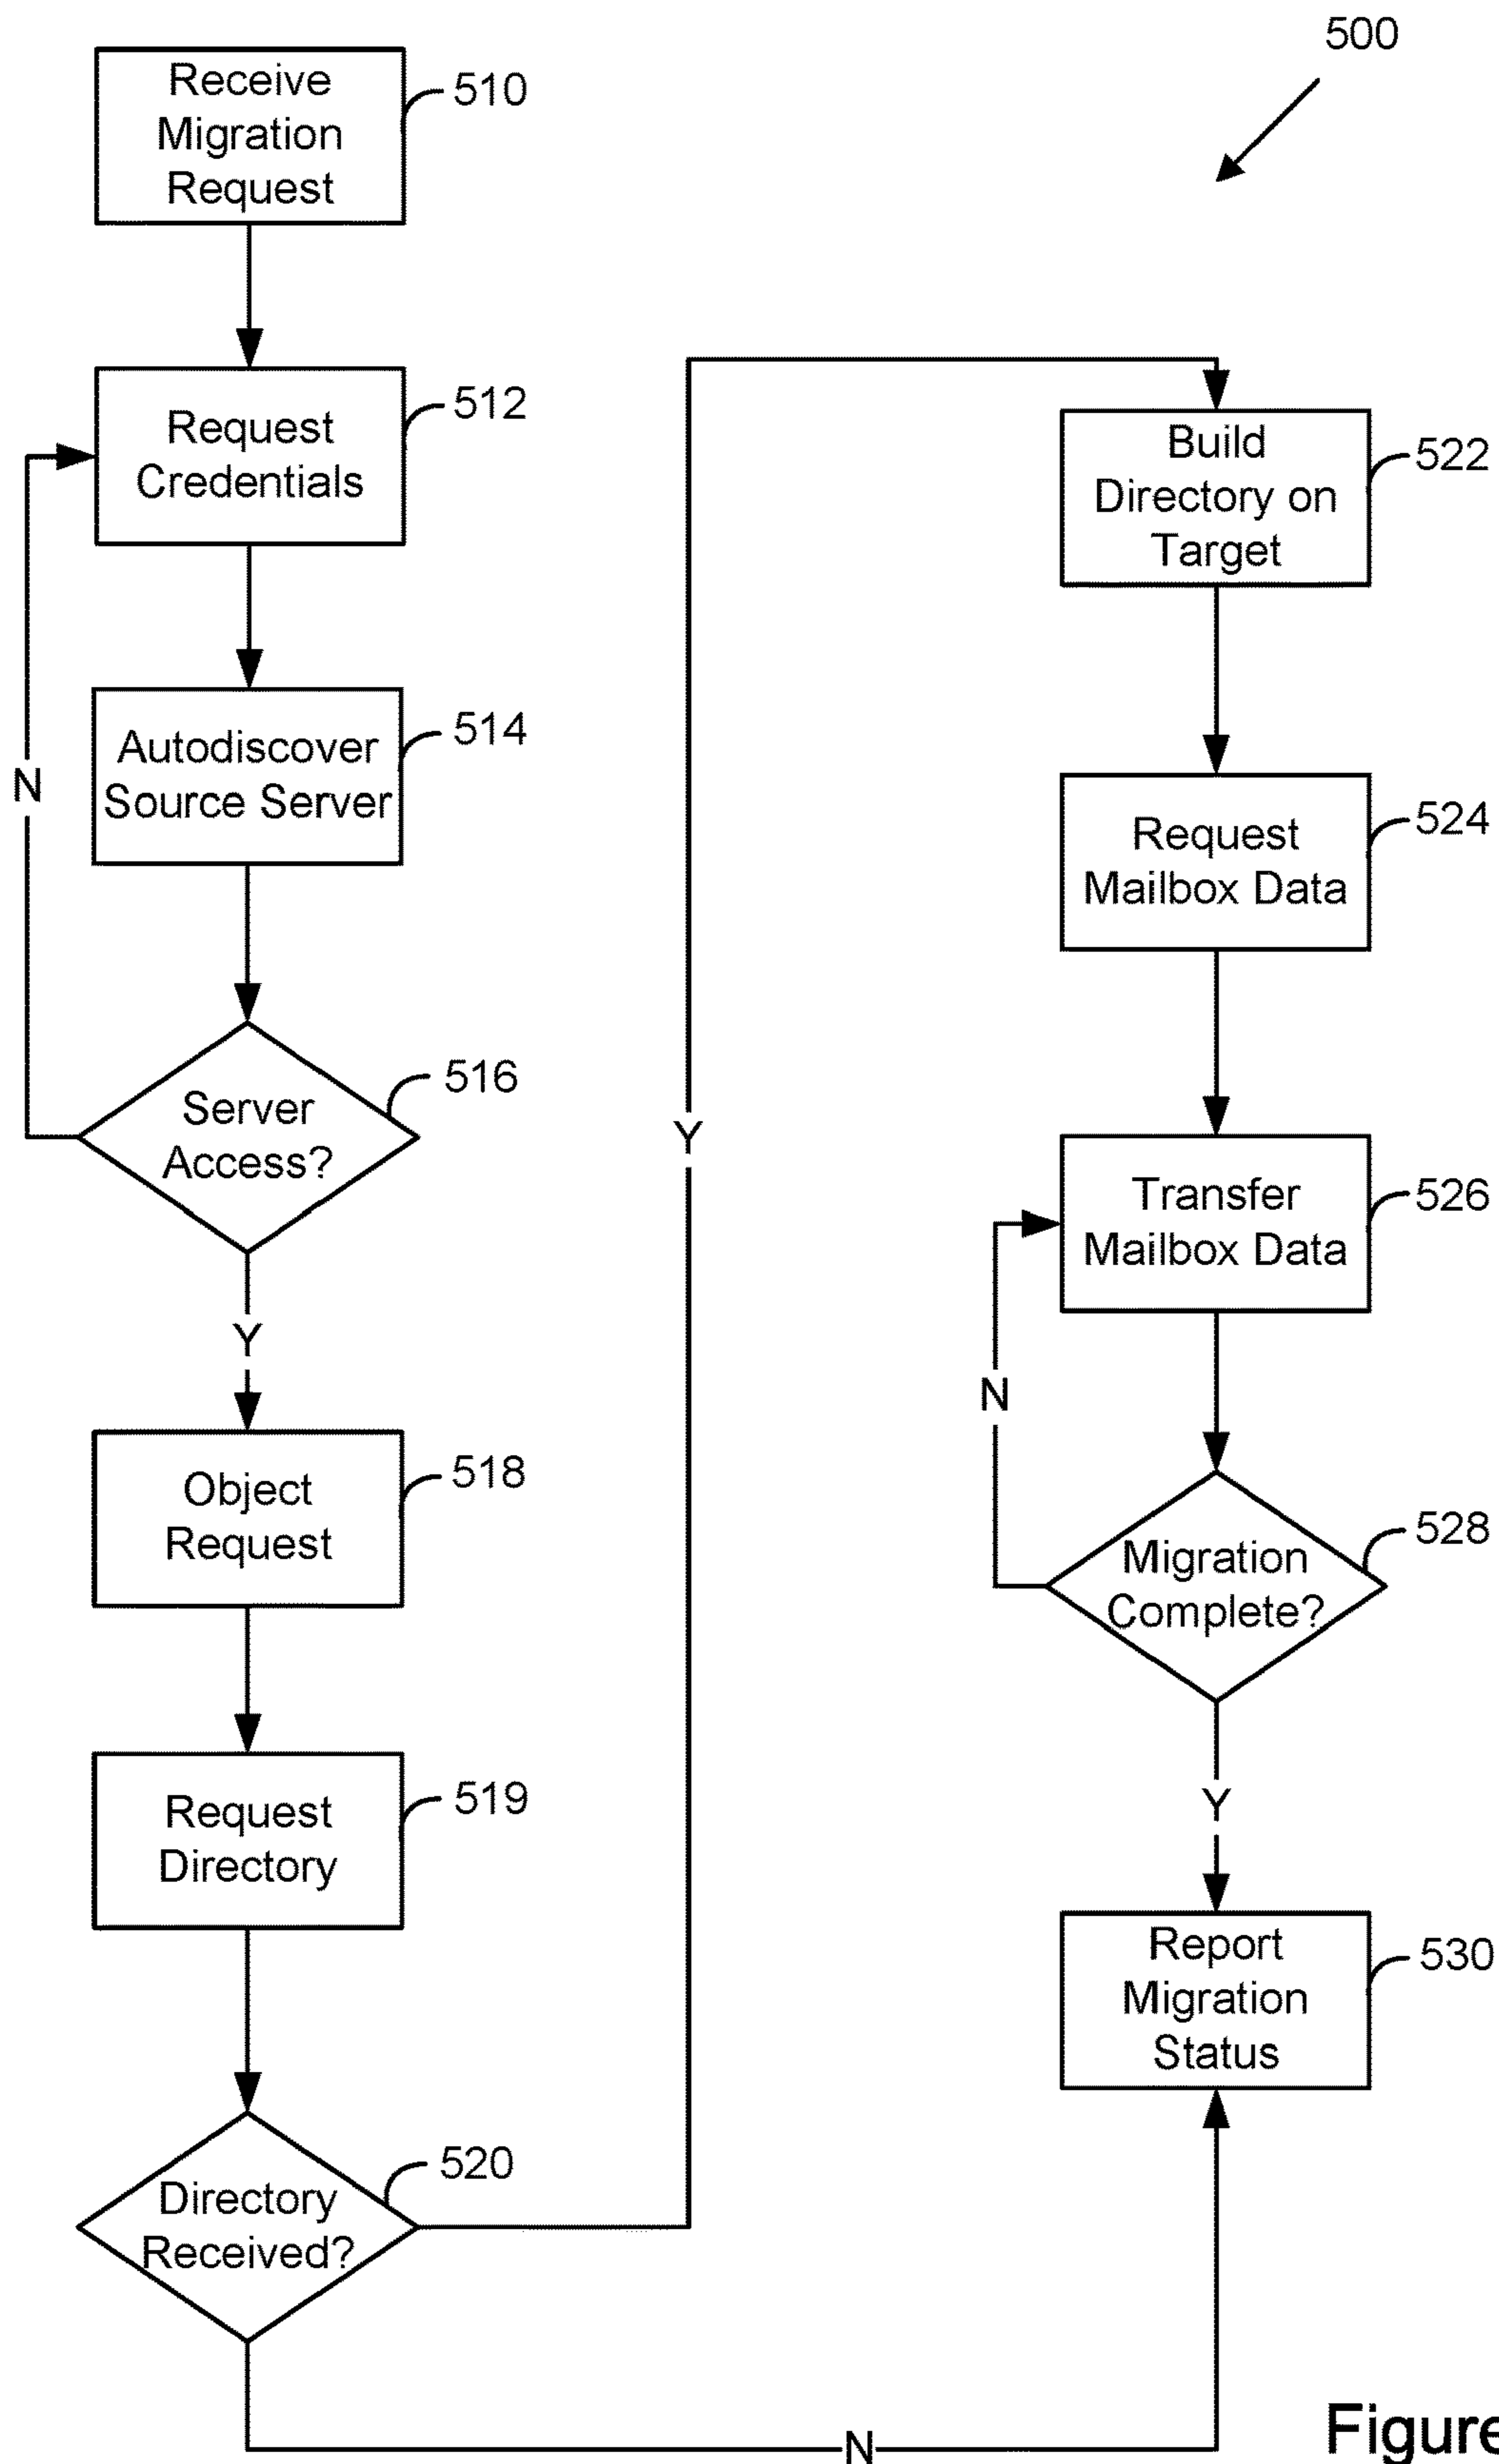 500
Receive
Migration
Request
510
Request
Credentials
512
Autodiscover
Source Server
514
N
Server
Access?
516
Y
Object
Request
518
Request
Directory
519
Directory
Received?
520
Y
N
Build
Directory on
Target
522
Request
Mailbox Data
524
Transfer
Mailbox Data
526
N
Migration
Complete?
528
Y
Report
Migration
Status
530
Figure